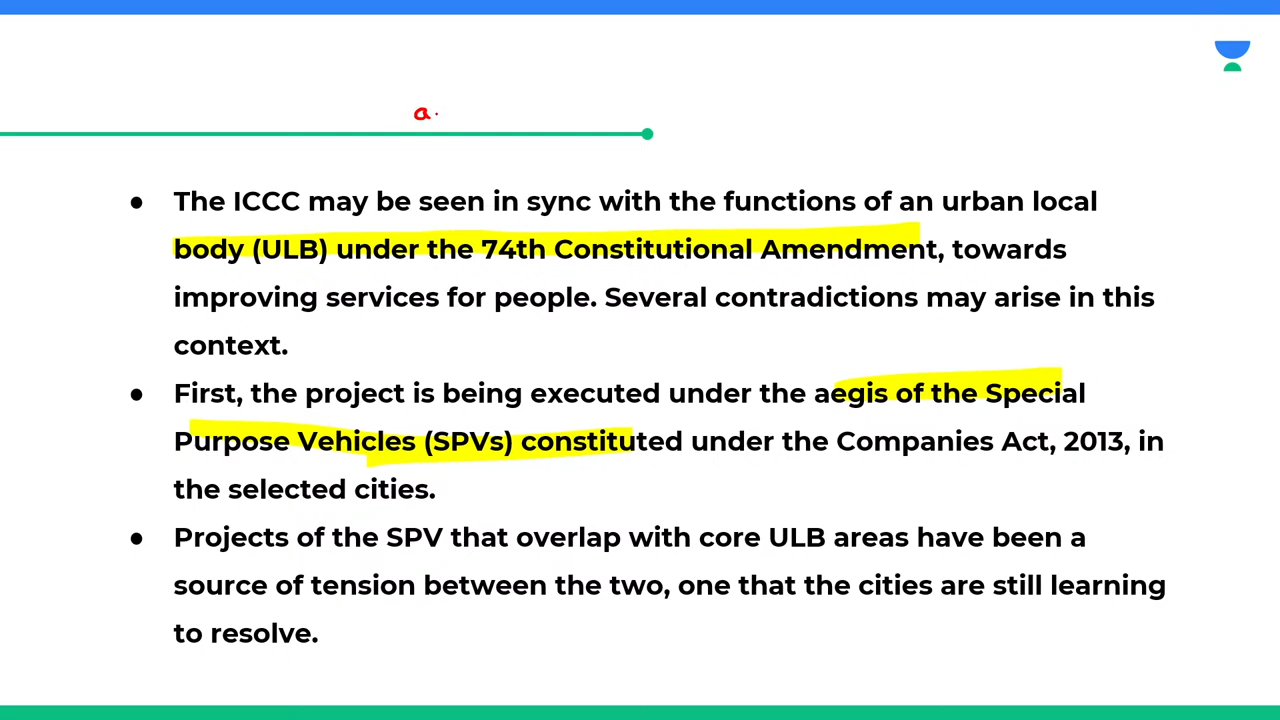 a.
The ICCC may be seen in sync with the functions of an urban local
body (ULB) under the 74th Constitutional Amendment, towards
improving services for people. Several contradictions may arise in this
context.
First, the project is being executed under the aegis of the Special
Purpose Vehicles (SPVs) constituted under the Companies Act, 2013, in
the selected cities.
Projects of the SPV that overlap with core ULB areas have been a
source of tension between the two, one that the cities are still learning
to resolve.